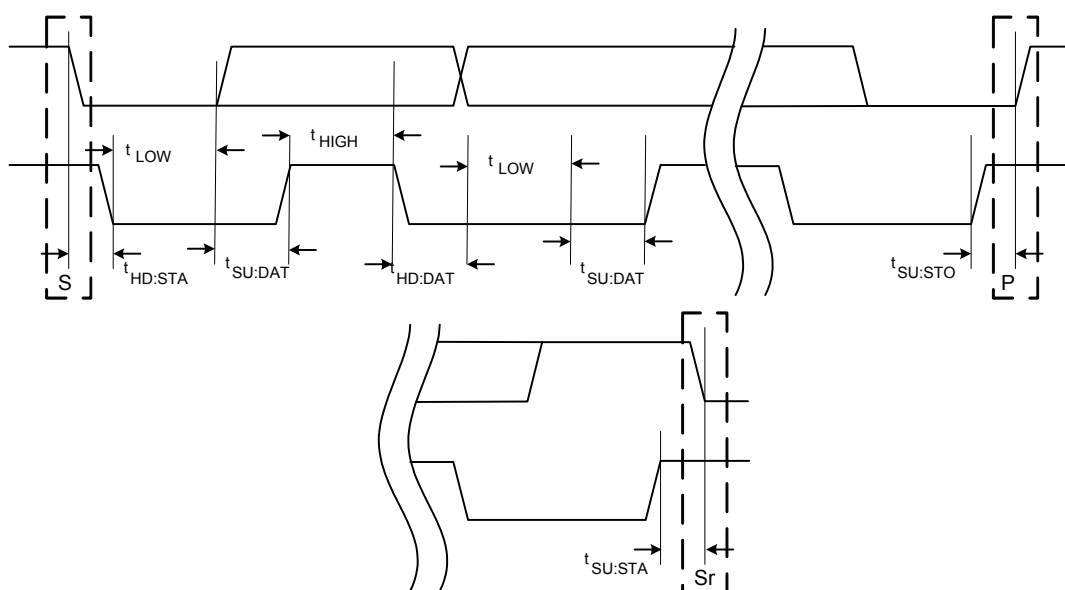 t HIGH
t LOW
t LOW
t HD:STA
t SU:DAT
t HD:DAT
t SU:DAT
t SU:STO
S
P
t SU:STA
Sr